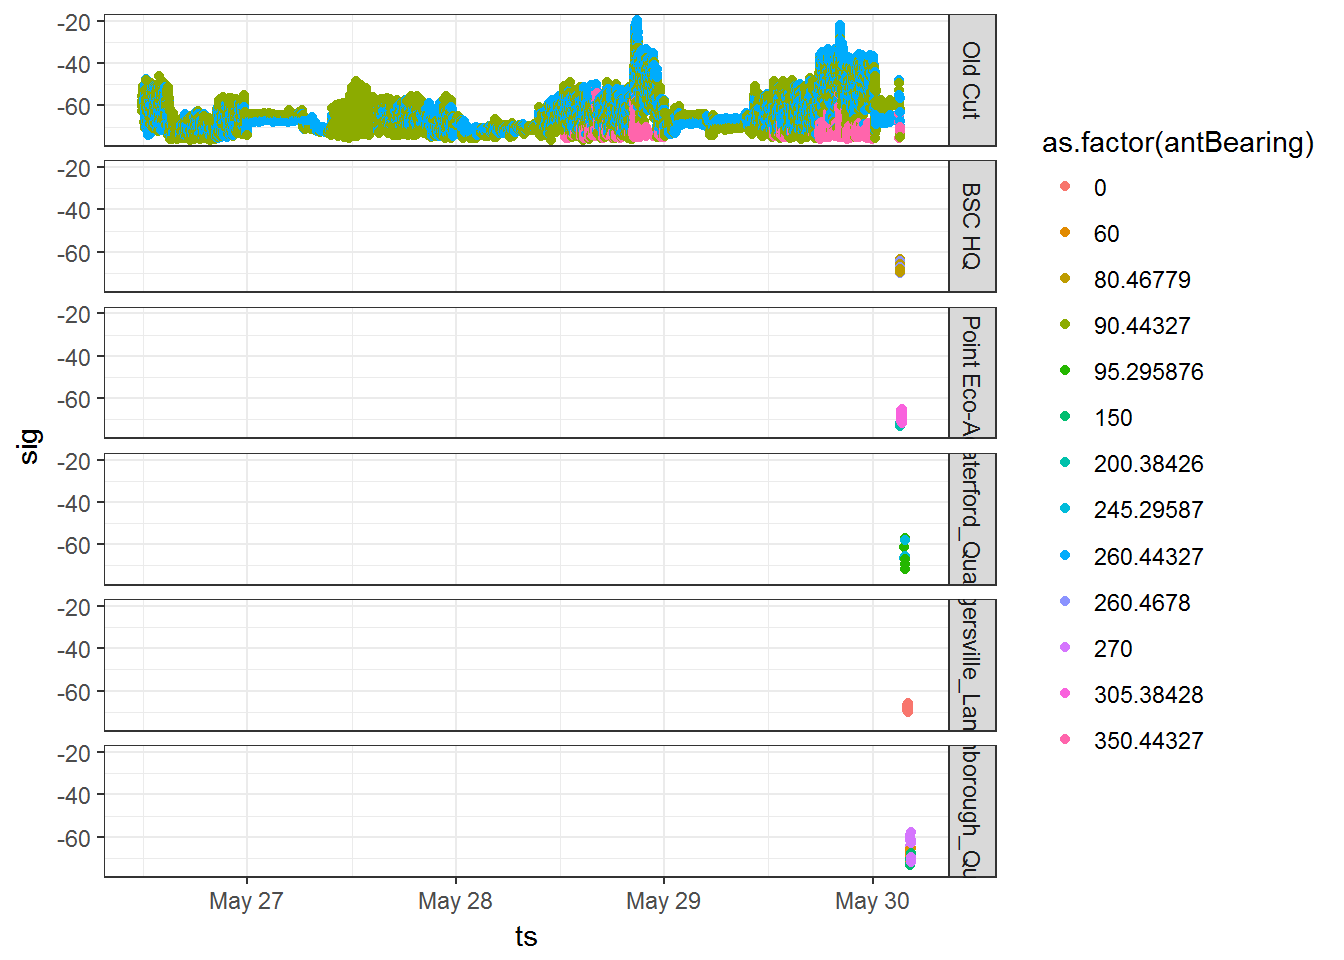 -20
-40
-60
Old Cut
-20
-40
-60
BSC HQ
-20
-40
-60
Point Eco-A
-20
-40
-60
aterford_Qua
-20
-40
-60
gersville_Lan
-20
-40
-60
nborough_Qu
sig
May 27
May 28
May 29
May 30
ts
as.factor(antBearing)
0
60
80.46779
90.44327
95.295876
150
200.38426
245.29587
260.44327
260.4678
270
305.38428
350.44327